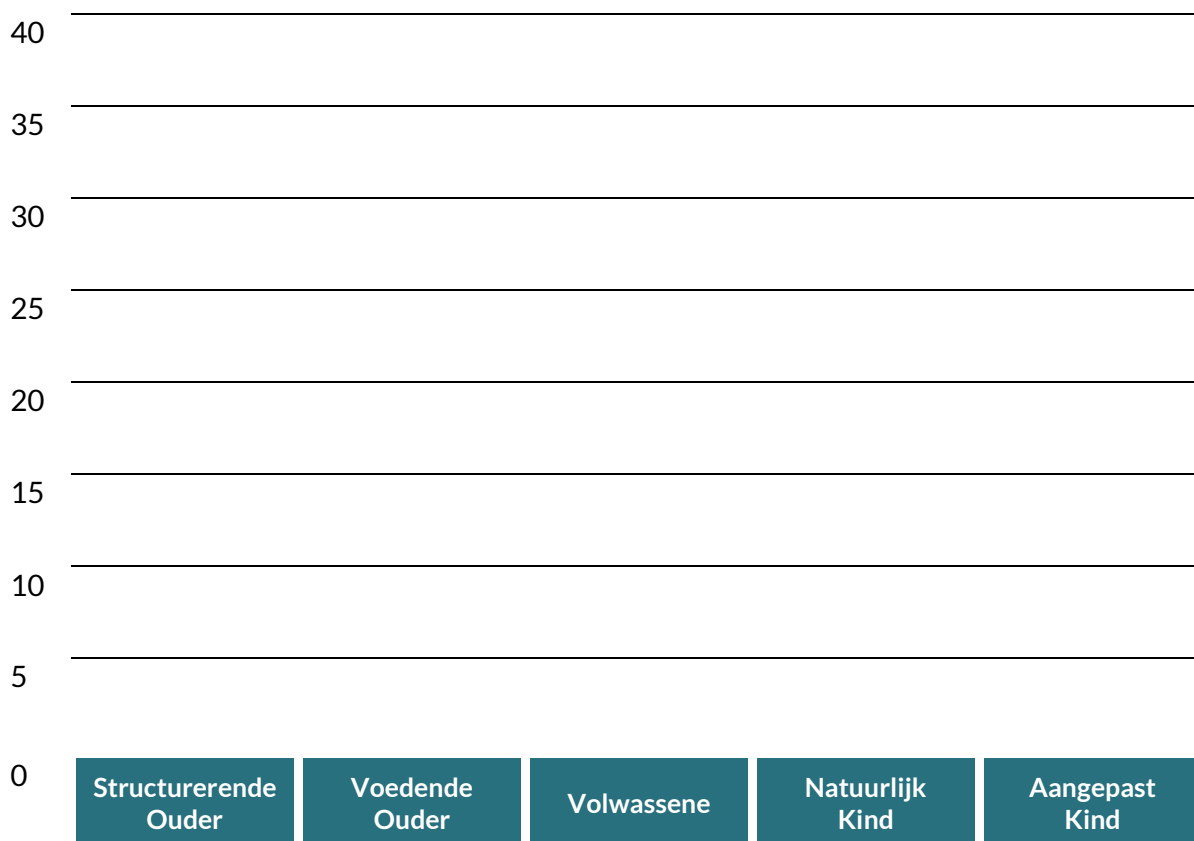 40
35
30
25
20
15
10
5
0
Structurerende
Ouder
Voedende
Ouder
Volwassene
Natuurlijk
Kind
Aangepast
Kind